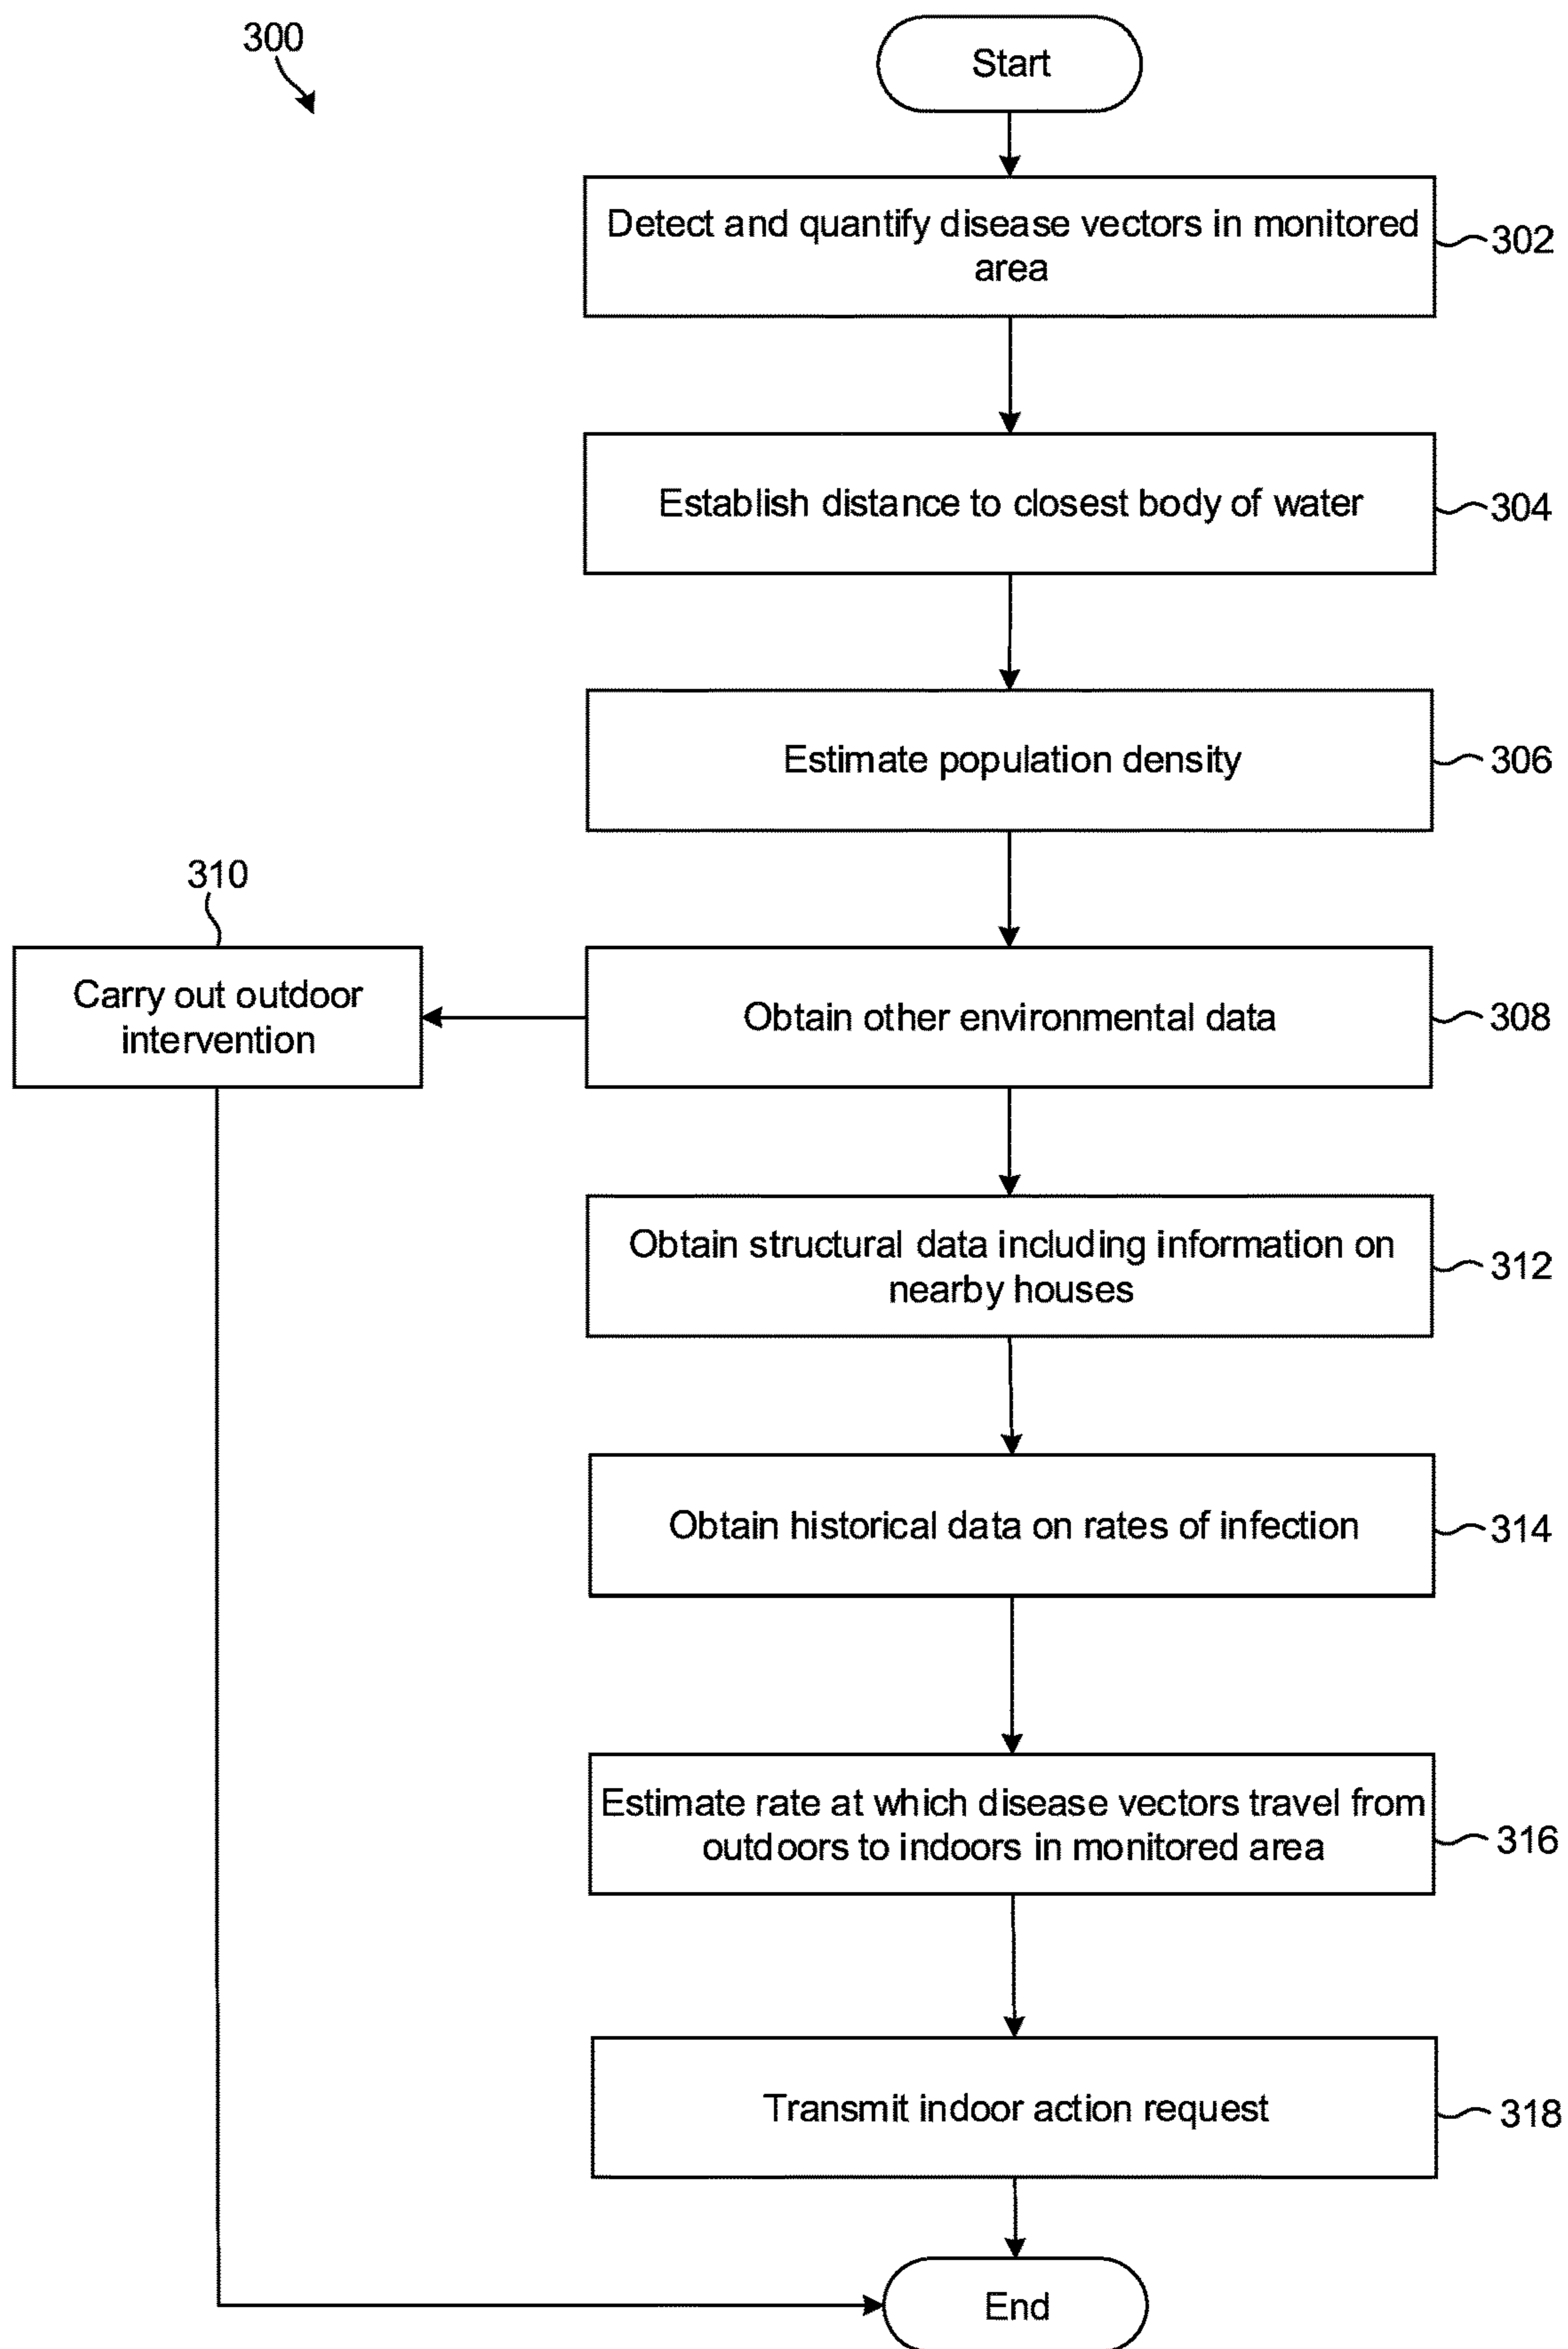 300
Start
Detect and quantify disease vectors in monitored
area
302
Establish distance to closest body of water
304
Estimate population density
306
310
Carry out outdoor
intervention
Obtain other environmental data
308
Obtain structural data including information on
nearby houses
312
Obtain historical data on rates of infection
314
Estimate rate at which disease vectors travel from
outdoors to indoors in monitored area
316
Transmit indoor action request
318
End